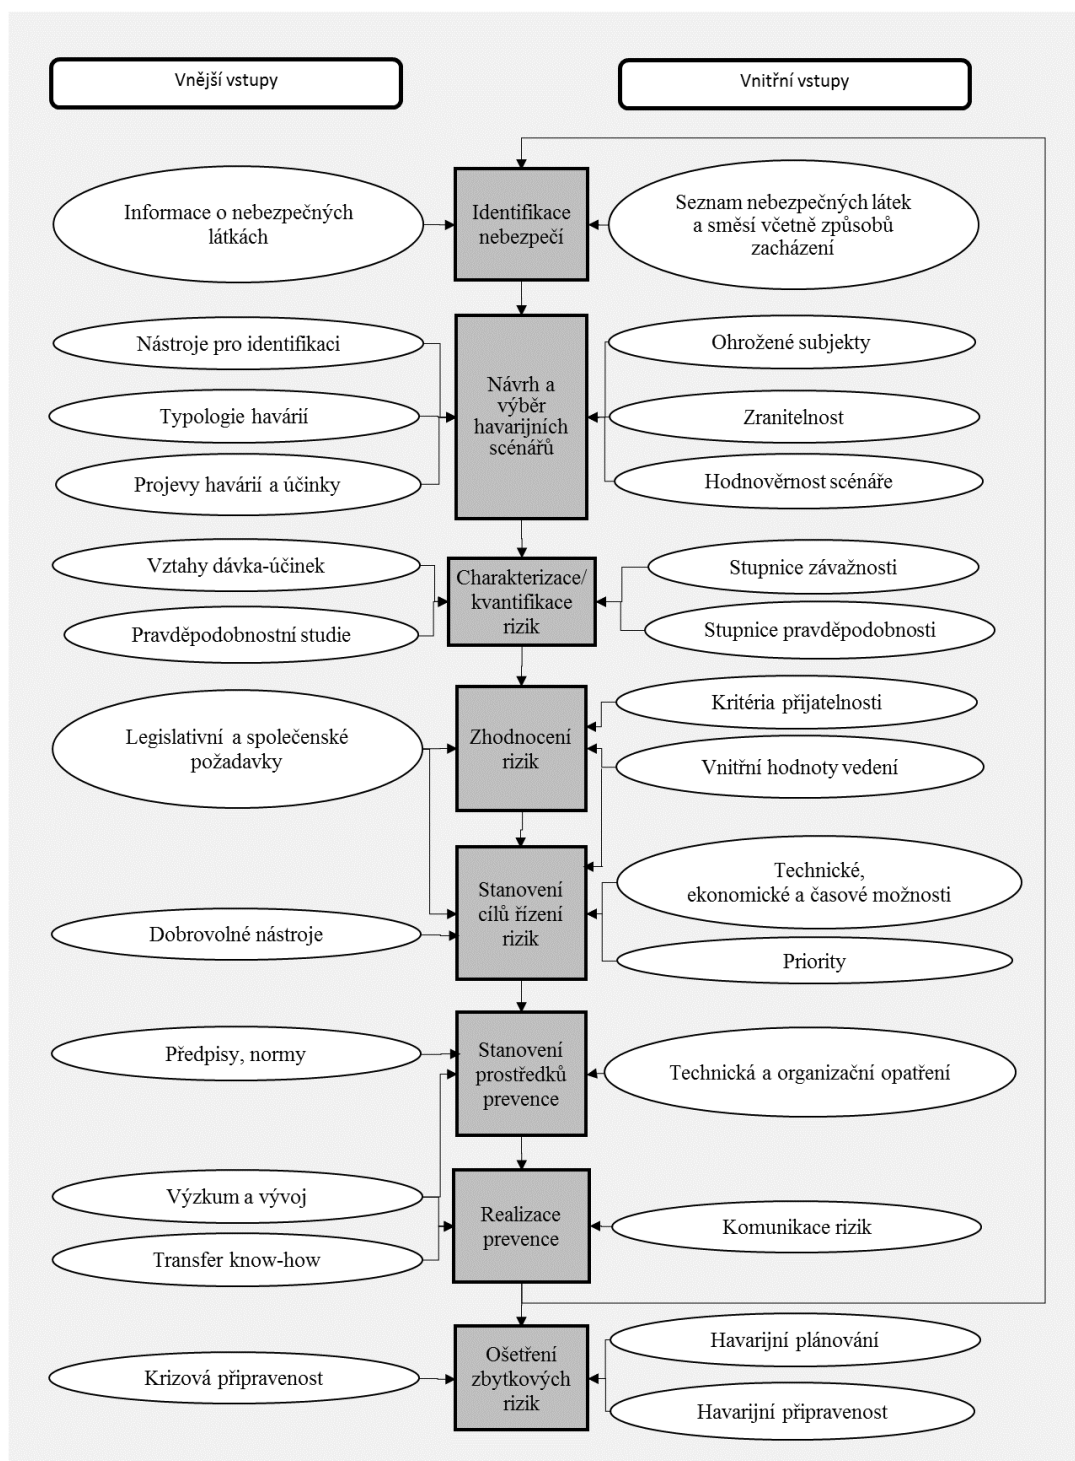 Vnější vstupy
Vnitřní vstupy
Informace o nebezpečných
látkách
Identifikace
nebezpečí
Seznam nebezpečných látek
a směsí včetně způsobů
zacházení
Nástroje pro identifikaci
Typologie havárií
Projevy havárií a účinky
Návrh a
výběr
havarijních
scénářů
Ohrožené subjekty
Zranitelnost
Hodnověrnost scénáře
Vztahy dávka-účinek
Pravděpodobnostní studie
Charakterizace/
kvantifikace
rizik
Stupnice závažnosti
Stupnice pravděpodobnosti
Legislativní a společenské
požadavky
Zhodnocení
rizik
Kritéria přijatelnosti
Vnitřní hodnoty vedení
Dobrovolné nástroje
Stanovení
cílů řízení
rizik
Technické,
ekonomické a časové možnosti
Priority
Předpisy, normy
Stanovení
prostředků
prevence
Technická a organizační opatření
Výzkum a vývoj
Transfer know-how
Realizace
prevence
Komunikace rizik
Krizová připravenost
Ošetření
zbytkových
rizik
Havarijní plánování
Havarijní připravenost